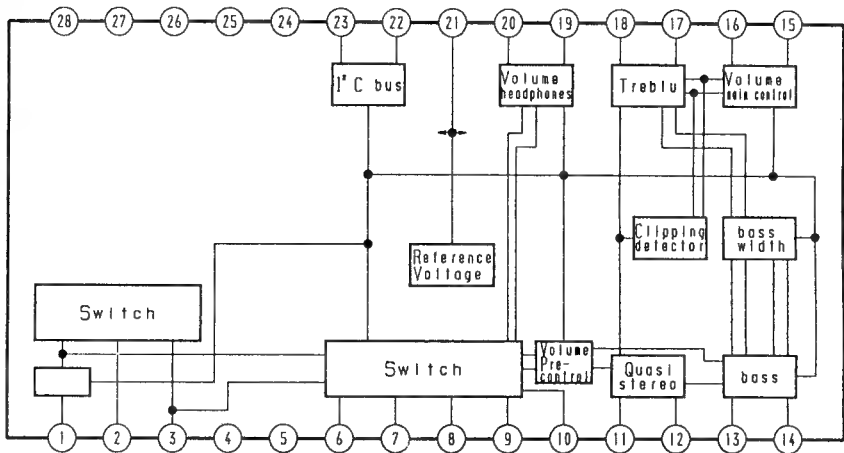 28 27 26 25 24 23 22 21 20 19 18 17 16 15
I²C bus
Volume
headphones
Treblu
Volume
main control
Clipping
detector
bass
width
Reference
Voltage
Switch
Switch
Volume
Pre-
control
Quasi
stereo
bass
1 2 3 4 5 6 7 8 9 10 11 12 13 14